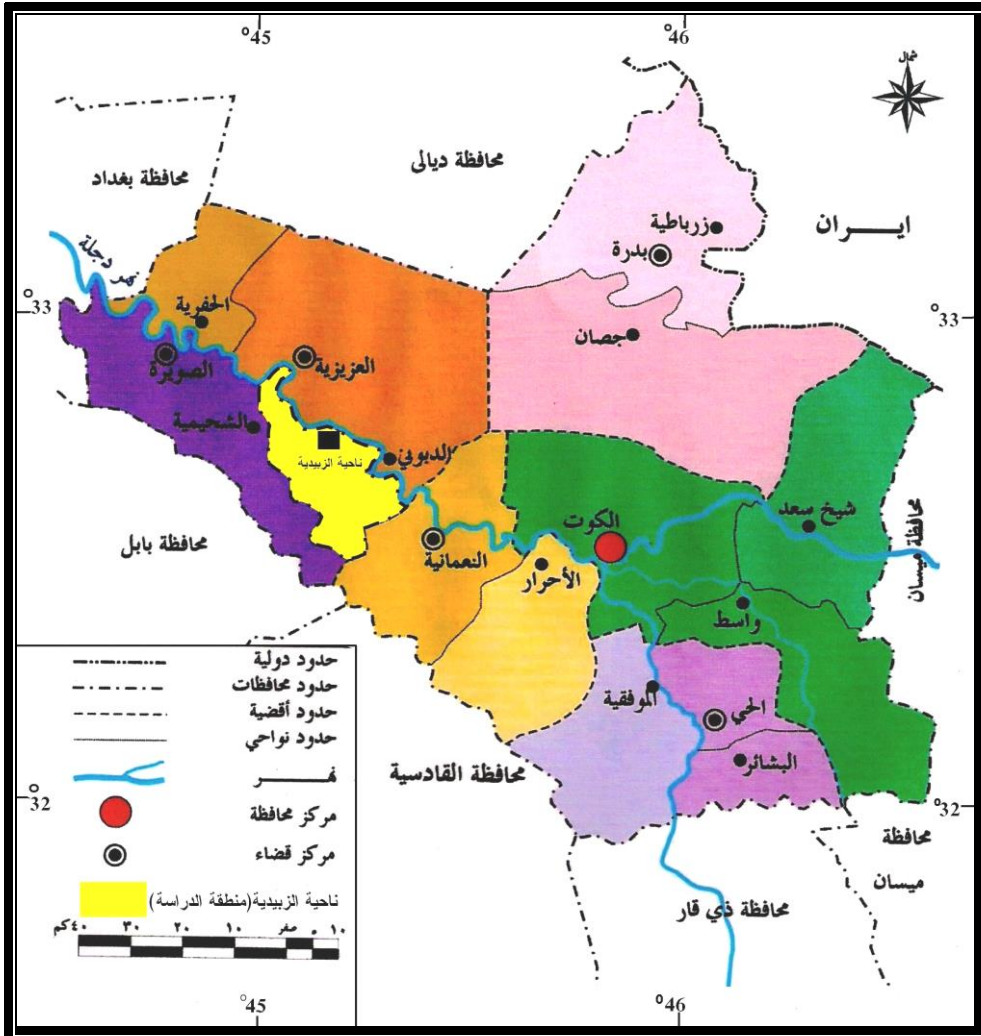 °45
°46
شمال
محافظة ديالى
محافظة بغداد
زرباطية
ايـــران
بدرة
نهر دجلة
°33
الحفرية
°33
جصان
العزيزية
الصويرة
الشحيمية
ناحية الزبيدية
الدبوني
شيخ سعد
الكوت
محافظة بابل
النعمانية
الأحرار
محافظة ميسان
واسط
حدود دولية
حدود محافظات
حدود أقضية
حدود نواحي
نهـــر
مركز محافظة
مركز قضاء
ناحية الزبيدية(منطقة الدراسة)
٤٠كم ٣٠ ٢٠ ١٠ صفر ٥ ١٠
الموفقية
الحي
البشائر
محافظة القادسية
°32
°32
محافظة
ميسان
محافظة ذي قار
°45
°46